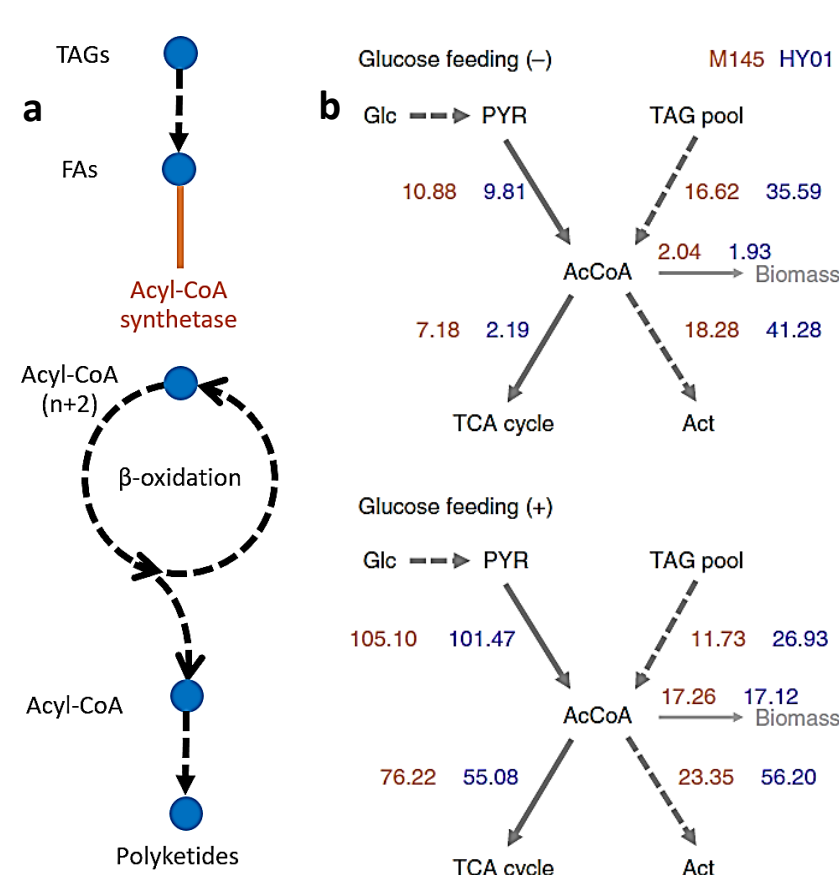 a
TAGs
FAs
Acyl-CoA
synthetase
Acyl-CoA
(n+2)
β-oxidation
Acyl-CoA
Polyketides
b
Glucose feeding (–)
M145 HY01
Glc PYR TAG pool
10.88 9.81 16.62 35.59
2.04 1.93
AcCoA Biomass
7.18 2.19 18.28 41.28
TCA cycle Act
Glucose feeding (+)
Glc PYR TAG pool
105.10 101.47 11.73 26.93
17.26 17.12
AcCoA Biomass
76.22 55.08 23.35 56.20
TCA cycle Act